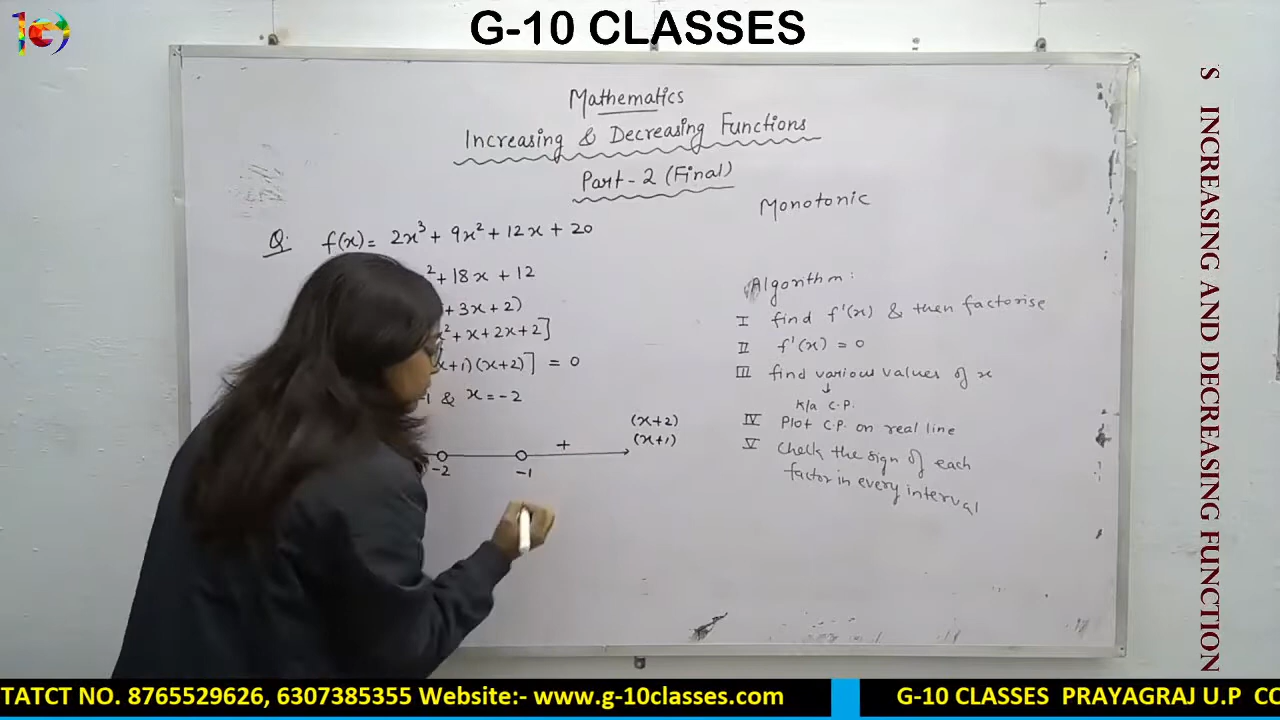 G-10 CLASSES
Mathematics
Increasing & Decreasing Functions
Part-2 (Final)
Monotonic
Q: f(x)= 2x³ + 9x² + 12x + 20
² + 18x + 12
+ 3x + 2)
x² + x + 2x + 2]
x+1) (x+2)] = 0
-1 & x = -2
(x+2)
(x+1)
+
-2 -1
Algorithm:
I find f'(x) & then factorise
II f'(x) = 0
III find various values of x
↓
K/a C.P.
IV Plot C.P. on real line
V Check the sign of each
factor in every interval
S INCREASING AND DECREASING FUNCTION
TATCT NO. 8765529626, 6307385355 Website:- www.g-10classes.com
G-10 CLASSES PRAYAGRAJ U.P CO